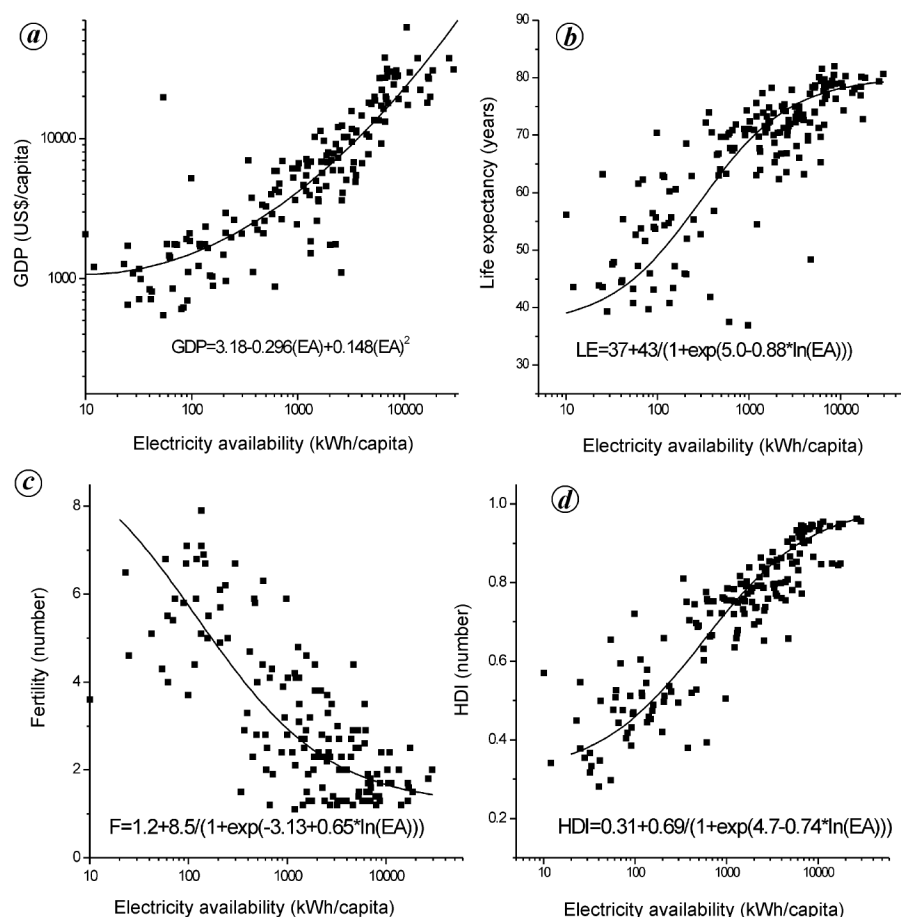 a
GDP (US$/capita)
10000
1000
GDP=3.18-0.296(EA)+0.148(EA)²
10 100 1000 10000
Electricity availability (kWh/capita)
b
Life expectancy (years)
90
80
70
60
50
40
30
LE=37+43/(1+exp(5.0-0.88*ln(EA)))
10 100 1000 10000
Electricity availability (kWh/capita)
c
Fertility (number)
8
6
4
2
0
F=1.2+8.5/(1+exp(-3.13+0.65*ln(EA)))
10 100 1000 10000
Electricity availability (kWh/capita)
d
HDI (number)
1.0
0.8
0.6
0.4
0.2
HDI=0.31+0.69/(1+exp(4.7-0.74*ln(EA)))
10 100 1000 10000
Electricity availability (kWh/capita)